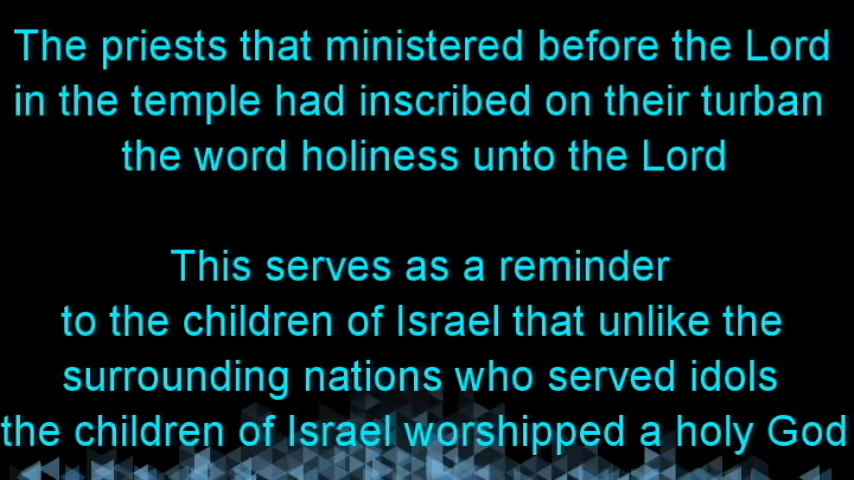 The priests that ministered before the Lord
in the temple had inscribed on their turban
the word holiness unto the Lord
This serves as a reminder
to the children of Israel that unlike the
surrounding nations who served idols
the children of Israel worshipped a holy God